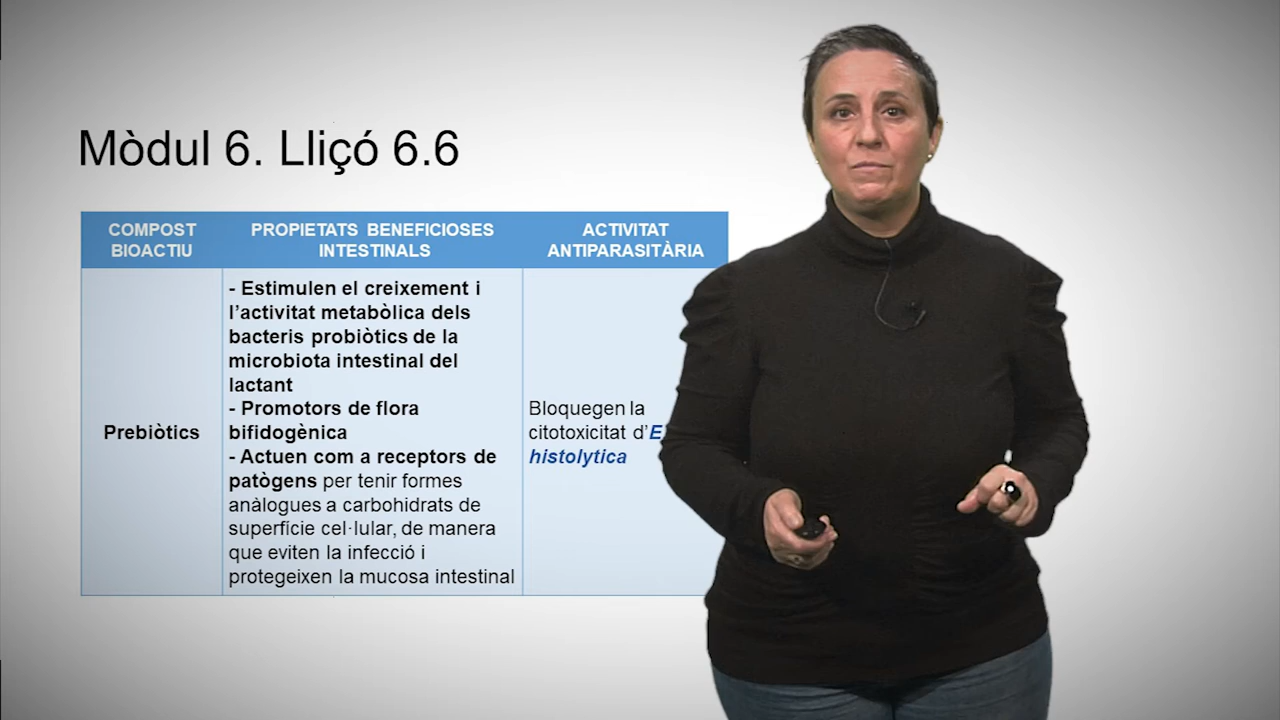 Mòdul 6. Lliçó 6.6
COMPOST
BIOACTIU
PROPIETATS BENEFICIOSES
INTESTINALS
ACTIVITAT
ANTIPARASITÀRIA
Prebiòtics
- Estimulen el creixement i
l’activitat metabòlica dels
bacteris probiòtics de la
microbiota intestinal del
lactant
- Promotors de flora
bifidogènica
- Actuen com a receptors de
patògens per tenir formes
anàlogues a carbohidrats de
superfície cel·lular, de manera
que eviten la infecció i
protegeixen la mucosa intestinal
Bloquegen la
citotoxicitat d’E
histolytica